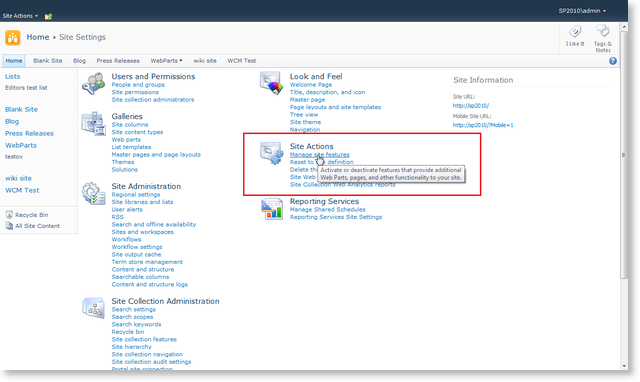 SP2010\admin
Site Actions
Home › Site Settings
I Like It
Tags & Notes
Home
Blank Site
Blog
Press Releases
WebParts
wiki site
WCM Test
Lists
Editors test list
Blank Site
Blog
Press Releases
WebParts
testov
wiki site
WCM Test
Recycle Bin
All Site Content
Users and Permissions
People and groups
Site permissions
Site collection administrators
Galleries
Site columns
Site content types
Web parts
List templates
Master pages and page layouts
Themes
Solutions
Site Administration
Regional settings
Site libraries and lists
User alerts
RSS
Search and offline availability
Sites and workspaces
Workflows
Workflow settings
Site output cache
Term store management
Content and structure
Searchable columns
Content and structure logs
Site Collection Administration
Search settings
Search scopes
Search keywords
Recycle bin
Site collection features
Site hierarchy
Site collection navigation
Site collection audit settings
Portal site connection
Look and Feel
Welcome Page
Title, description, and icon
Master page
Page layouts and site templates
Tree view
Site theme
Navigation
Site Actions
Manage site features
Reset to definition
Delete th
Activate or deactivate features that provide additional
Web Parts, pages, and other functionality to your site.
Site Web
Site Collection Web Analytics reports
Reporting Services
Manage Shared Schedules
Reporting Services Site Settings
Site Information
Site URL:
http://sp2010/
Mobile Site URL:
http://sp2010/?Mobile=1